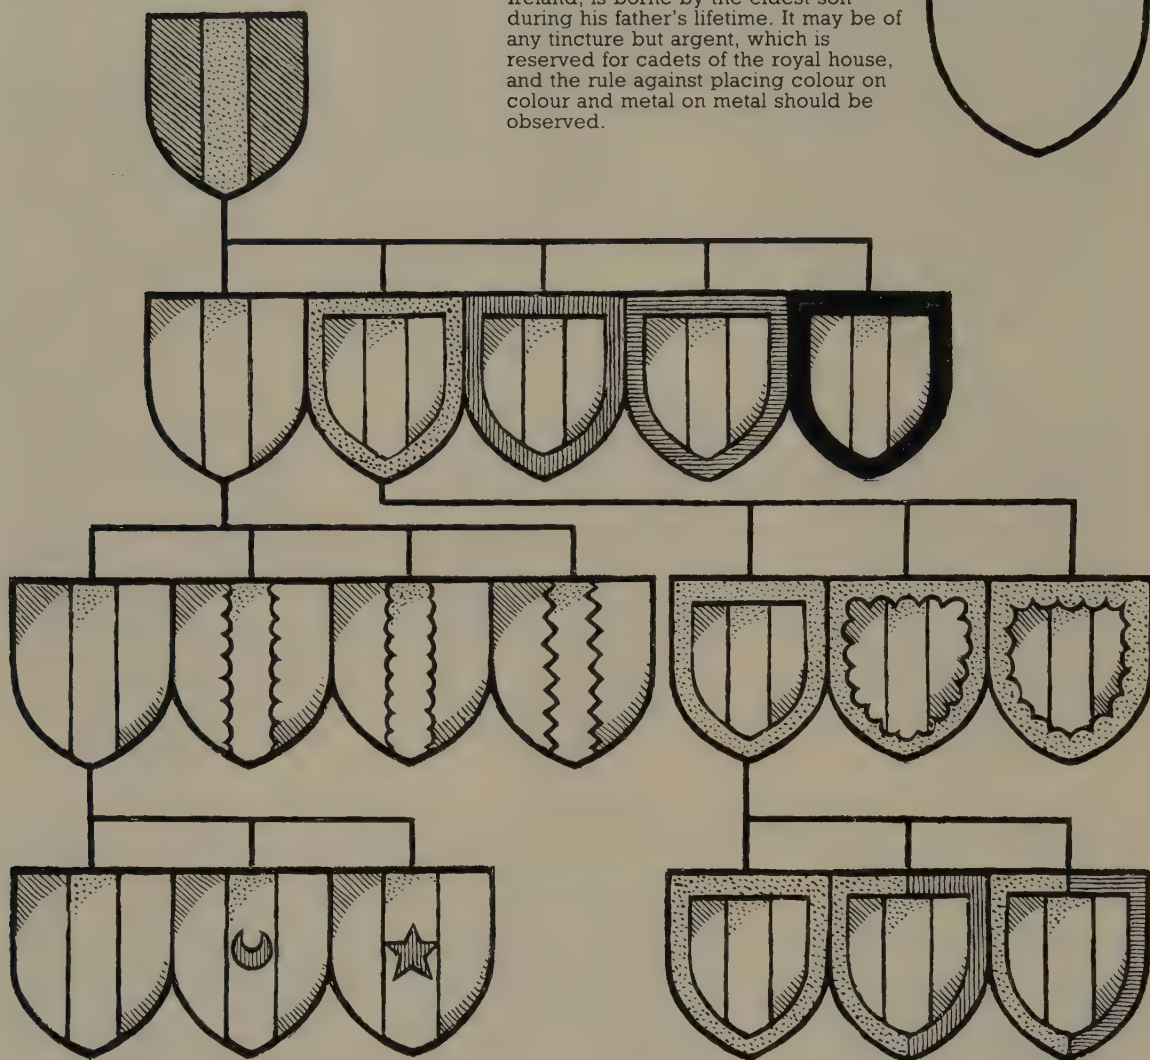 Ireland, is borne by the eldest son
during his father's lifetime. It may be of
any tincture but argent, which is
reserved for cadets of the royal house,
and the rule against placing colour on
colour and metal on metal should be
observed.